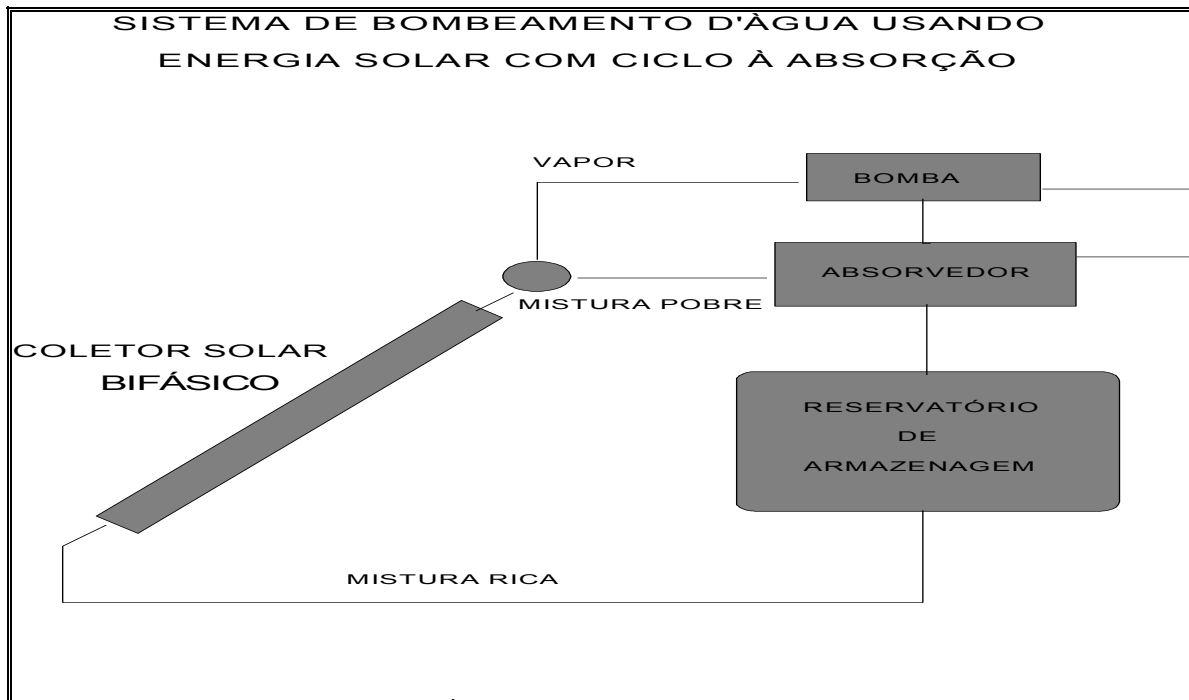 SISTEMA DE BOMBEAMENTO D'ÀGUA USANDO
ENERGIA SOLAR COM CICLO À ABSORÇÃO
VAPOR
BOMBA
ABSORVEDOR
MISTURA POBRE
COLETOR SOLAR
BIFÁSICO
RESERVATÓRIO
DE
ARMAZENAGEM
MISTURA RICA